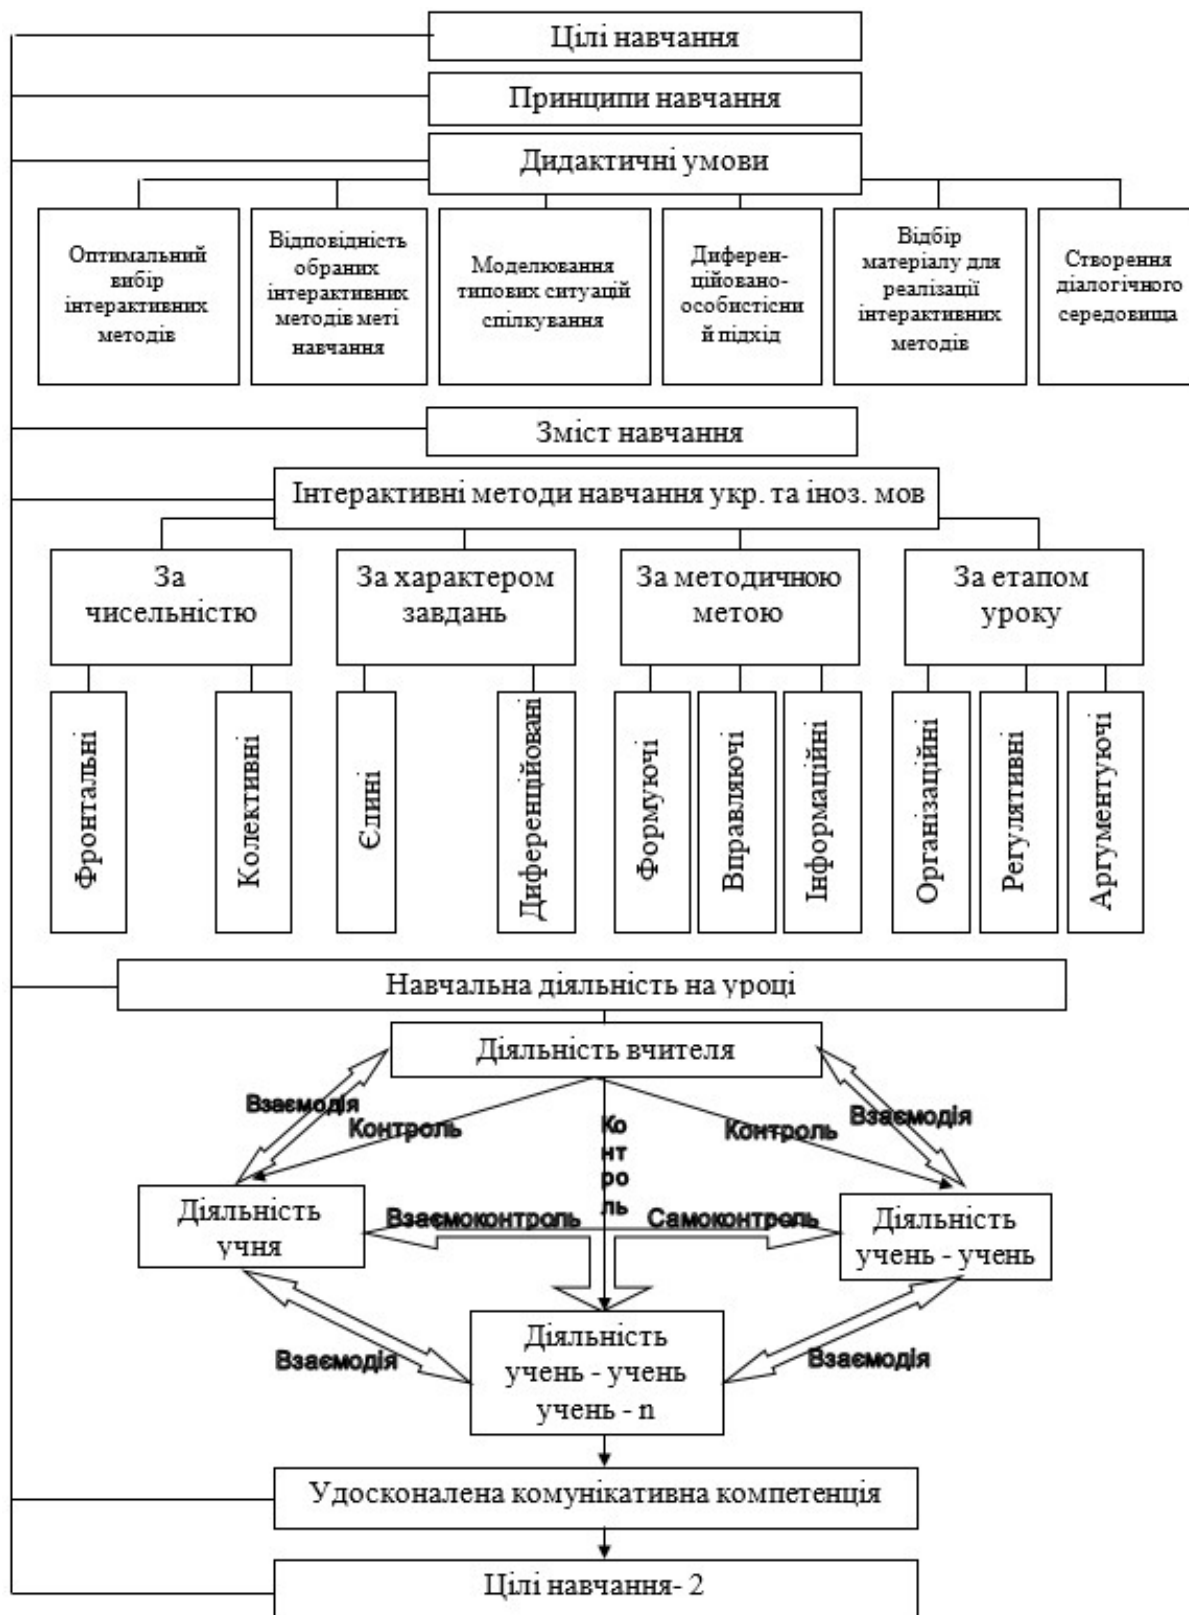 Цілі навчання
Принципи навчання
Дидактичні умови
Оптимальний
вибір
інтерактивних
методів
Відповідність
обраних
інтерактивних
методів меті
навчання
Моделювання
типових ситуацій
спілкування
Диферен-
ційовано-
особистісни
й підхід
Відбір
матеріалу для
реалізації
інтерактивних
методів
Створення
діалогічного
середовища
Зміст навчання
Інтерактивні методи навчання укр. та іноз. мов
За
чисельністю
За характером
завдань
За методичною
метою
За етапом
уроку
Фронтальні
Колективні
Єдині
Диференційовані
Формуючі
Вправляючі
Інформаційні
Організаційні
Регулятивні
Аргументуючі
Навчальна діяльність на уроці
Діяльність вчителя
Взаємодія
Контроль
Ко
нт
ро
ль
Контроль
Взаємодія
Діяльність
учня
Взаємоконтроль
Самоконтроль
Діяльність
учень - учень
Взаємодія
Діяльність
учень - учень
учень - n
Взаємодія
Удосконалена комунікативна компетенція
Цілі навчання- 2